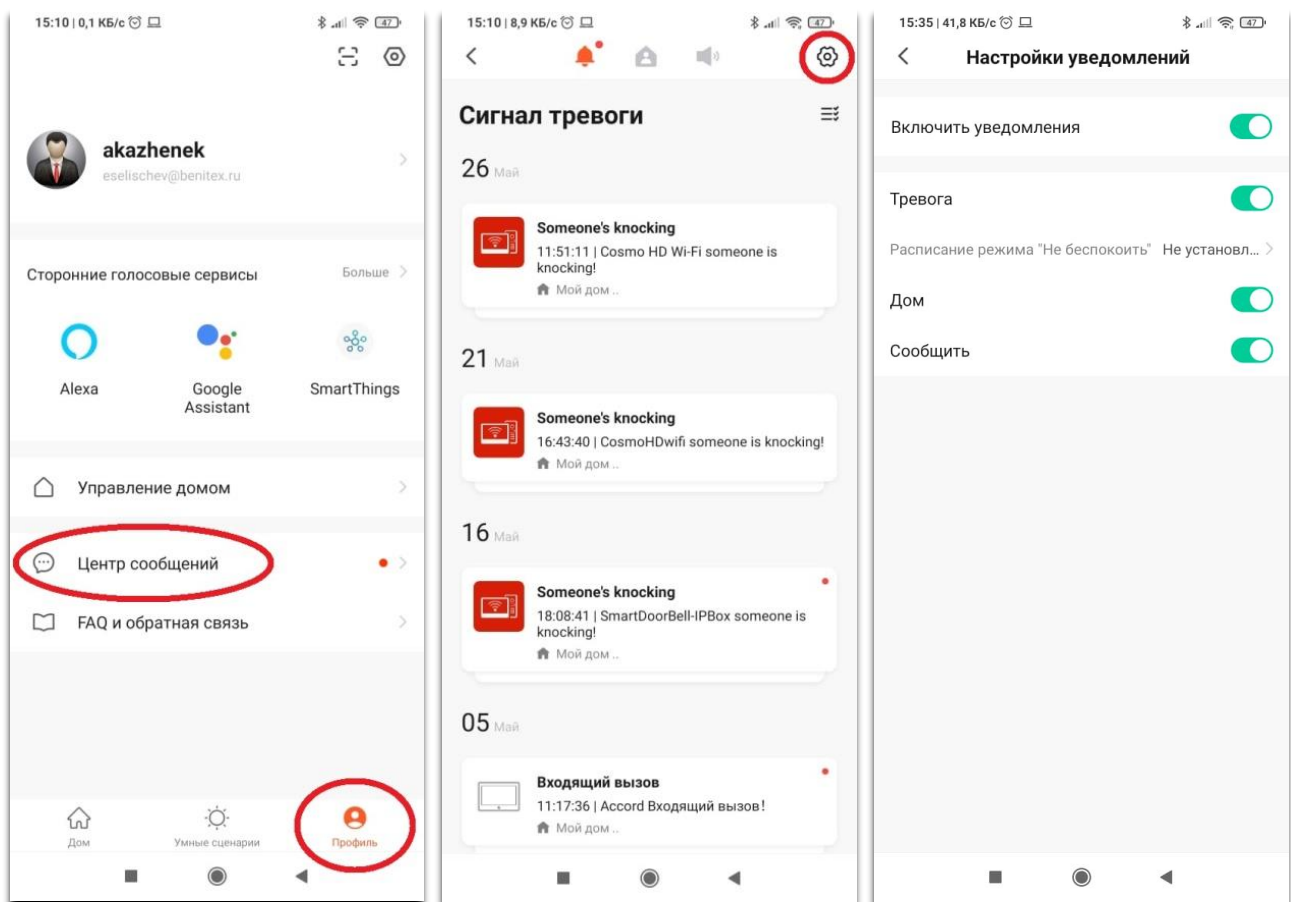 15:10 | 0,1 КБ/с
47
akazhenek
eselischev@benitex.ru
Сторонние голосовые сервисы
Больше
Alexa
Google
Assistant
SmartThings
Управление домом
Центр сообщений
FAQ и обратная связь
Дом
Умные сценарии
Профиль
15:10 | 8,9 КБ/с
47
Сигнал тревоги
26 Май
Someone's knocking
11:51:11 | Cosmo HD Wi-Fi someone is
knocking!
Мой дом ..
21 Май
Someone's knocking
16:43:40 | CosmoHDwifi someone is knocking!
Мой дом ..
16 Май
Someone's knocking
18:08:41 | SmartDoorBell-IPBox someone is
knocking!
Мой дом ..
05 Май
Входящий вызов
11:17:36 | Accord Входящий вызов!
Мой дом ..
15:35 | 41,8 КБ/с
47
Настройки уведомлений
Включить уведомления
Тревога
Расписание режима "Не беспокоить" Не установл...
Дом
Сообщить